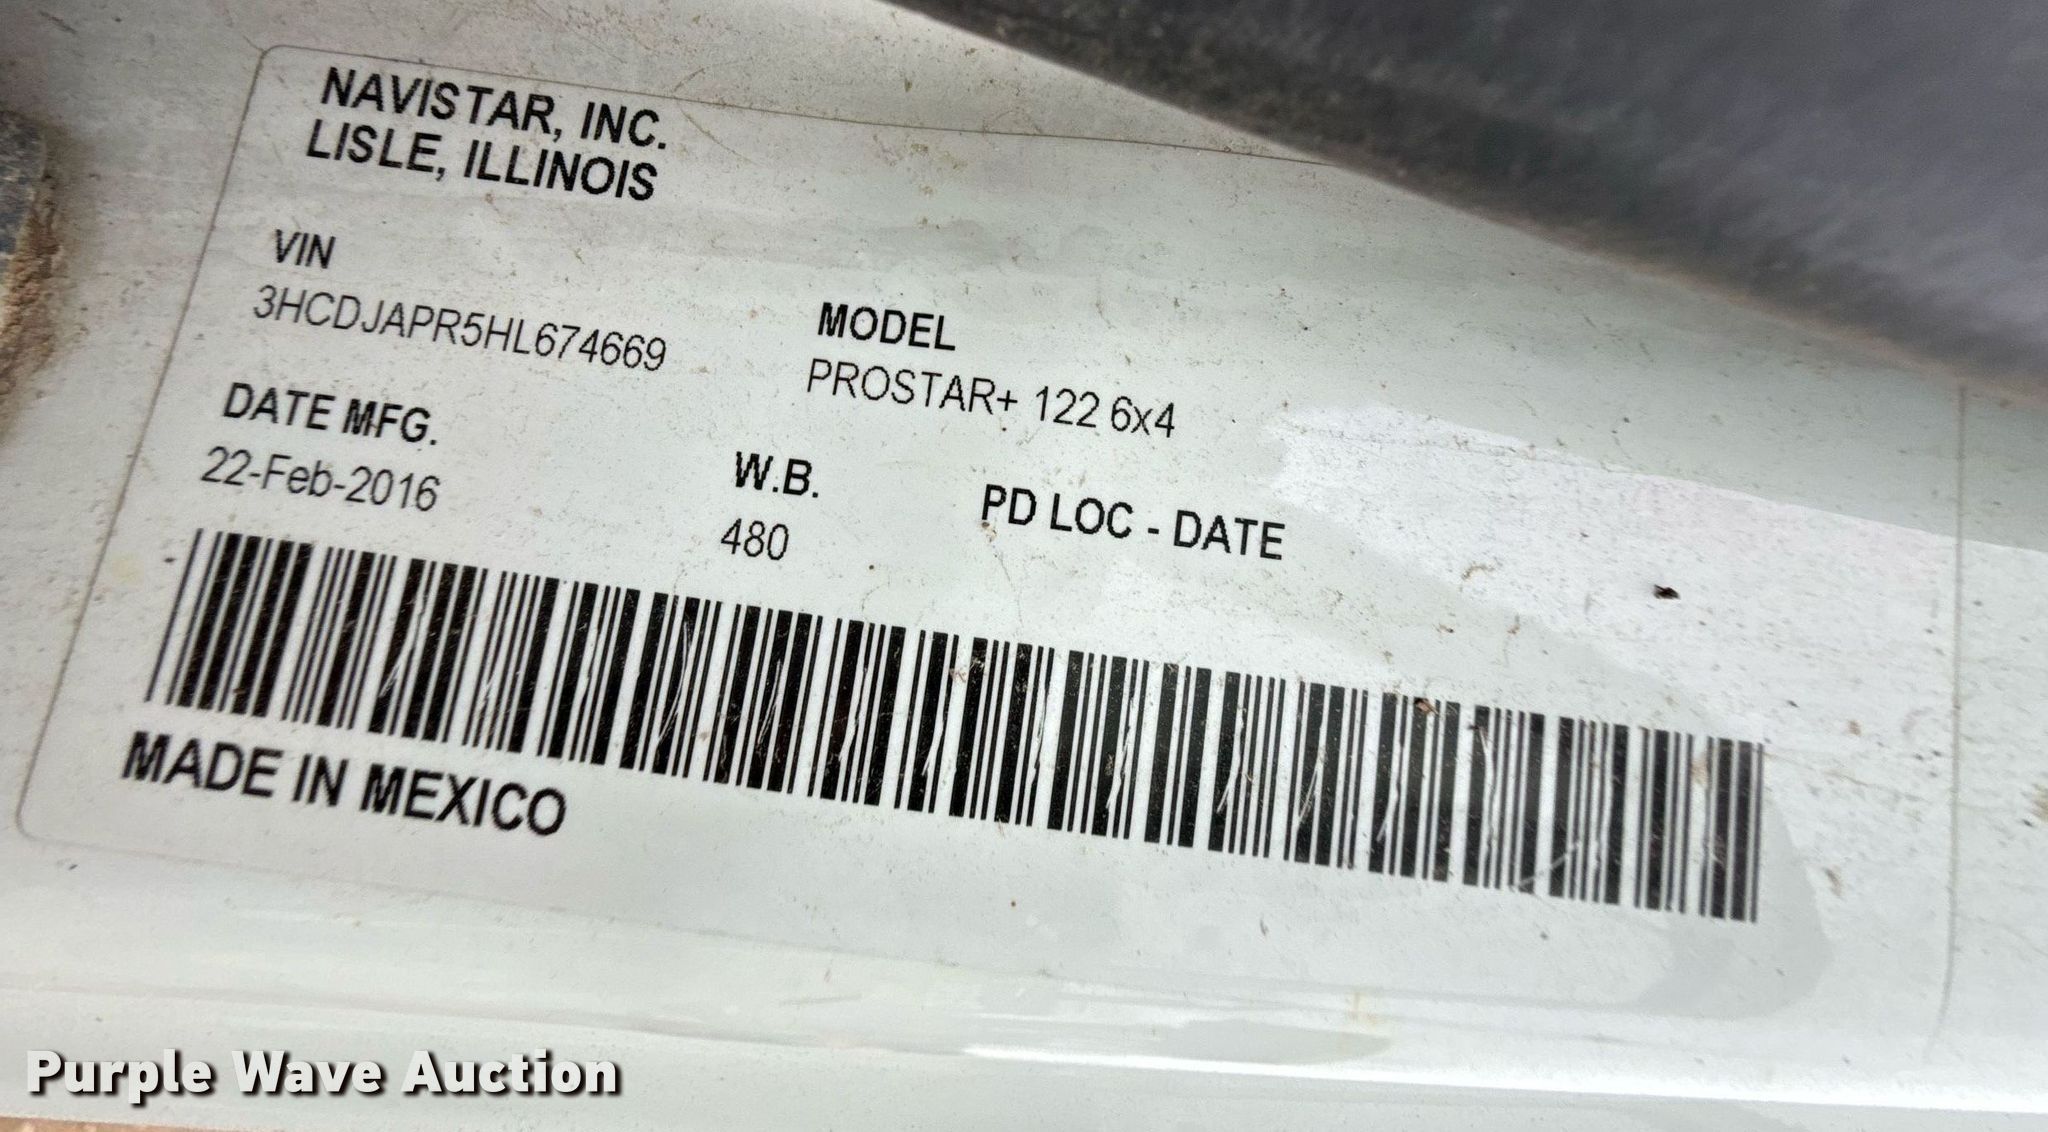 NAVISTAR, INC.
LISLE, ILLINOIS
VIN
3HCDJAPR5HL674669
MODEL
PROSTAR+ 122 6x4
DATE MFG.
22-Feb-2016
W.B.
480
PD LOC - DATE
MADE IN MEXICO
Purple Wave Auction